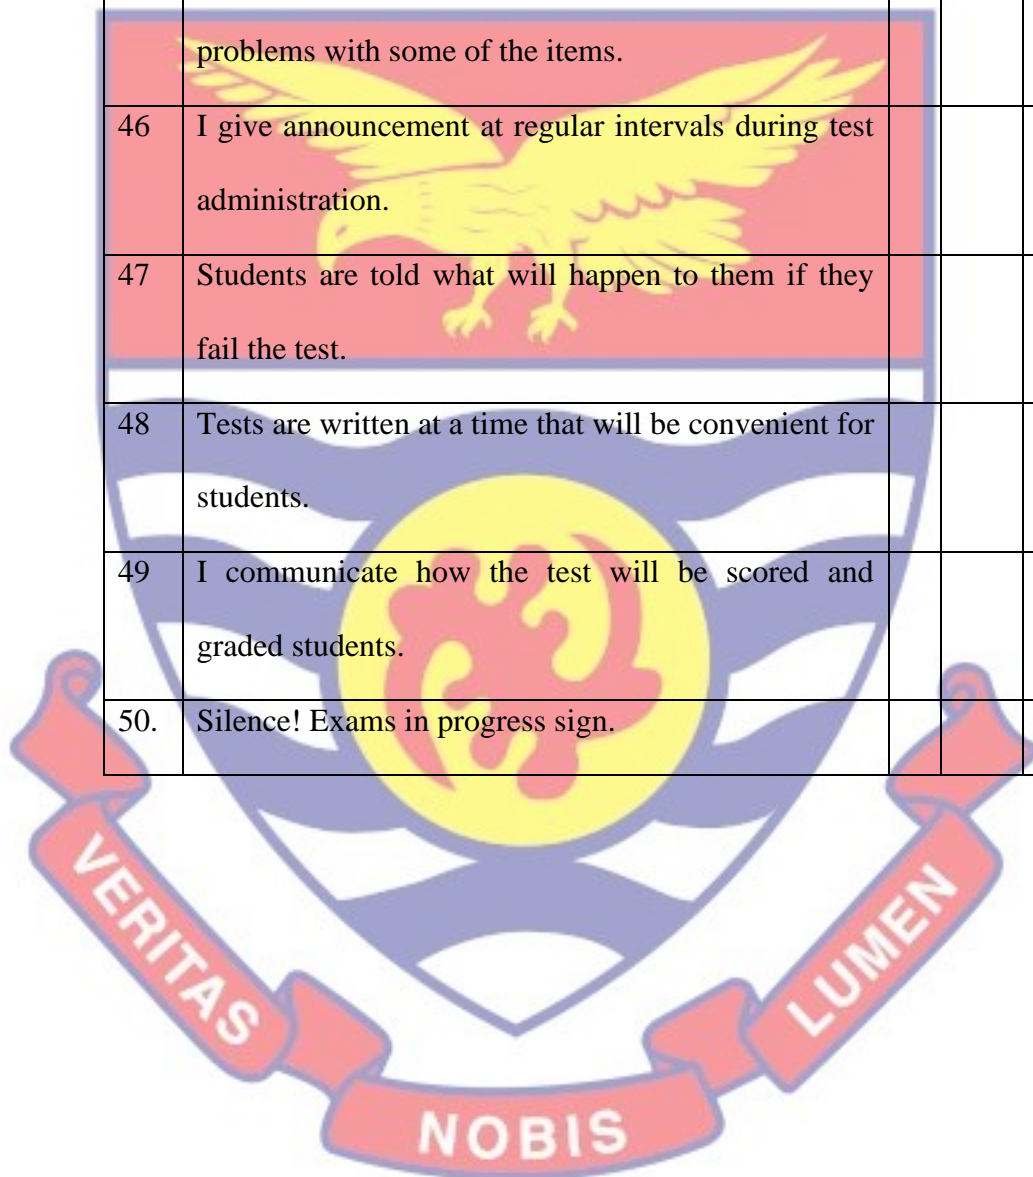 problems with some of the items.
46 I give announcement at regular intervals during test
administration.
47 Students are told what will happen to them if they
fail the test.
48 Tests are written at a time that will be convenient for
students.
49 I communicate how the test will be scored and
graded students.
50. Silence! Exams in progress sign.
VERITAS
NOBIS
LUMEN